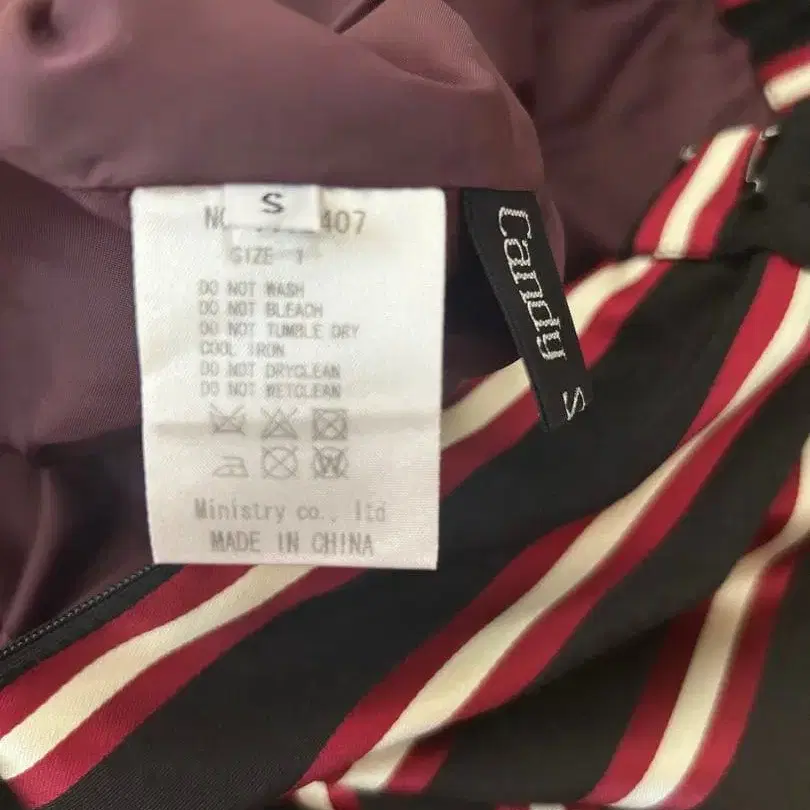 S
407
SIZE 1
DO NOT WASH
DO NOT BLEACH
DO NOT TUMBLE DRY
COOL IRON
DO NOT DRYCLEAN
DO NOT WETCLEAN
W
Ministry co., ltd
MADE IN CHINA
Candy S